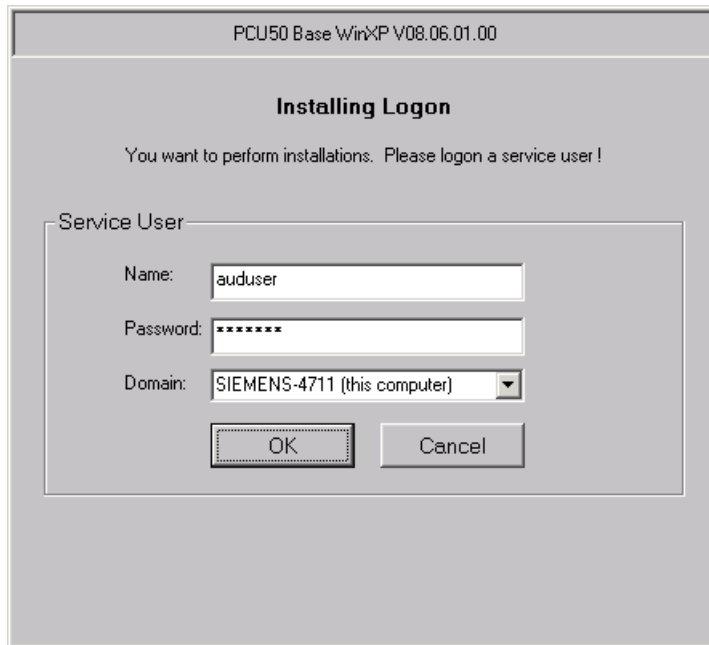 PCU50 Base WinXP V08.06.01.00
Installing Logon
You want to perform installations. Please logon a service user !
Service User
Name: auduser
Password: *******
Domain: SIEMENS-4711 (this computer)
OK Cancel